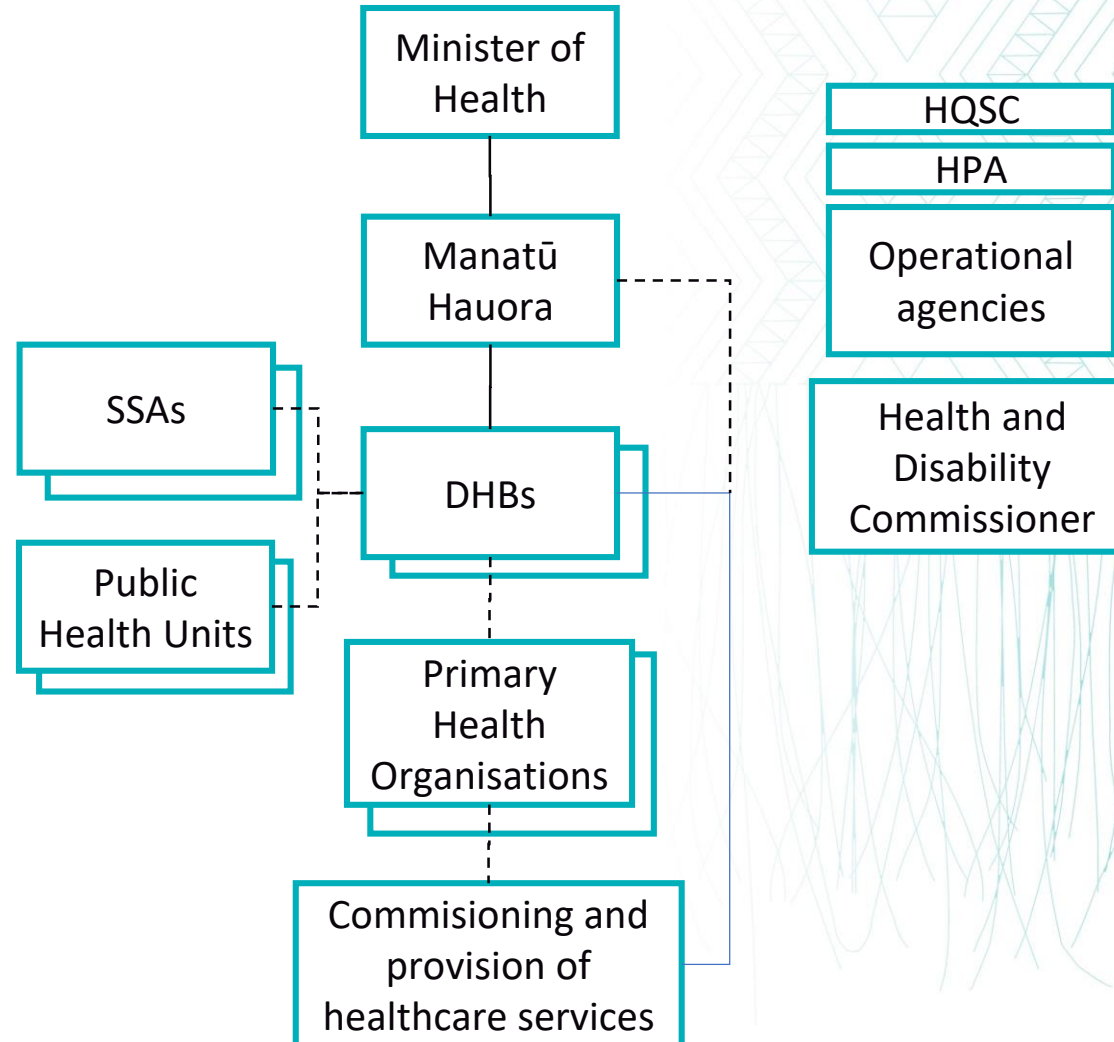 Minister of
Health
Manatū
Hauora
SSAs
DHBs
Public
Health Units
Primary
Health
Organisations
Commisioning and
provision of
healthcare services
HQSC
HPA
Operational
agencies
Health and
Disability
Commissioner